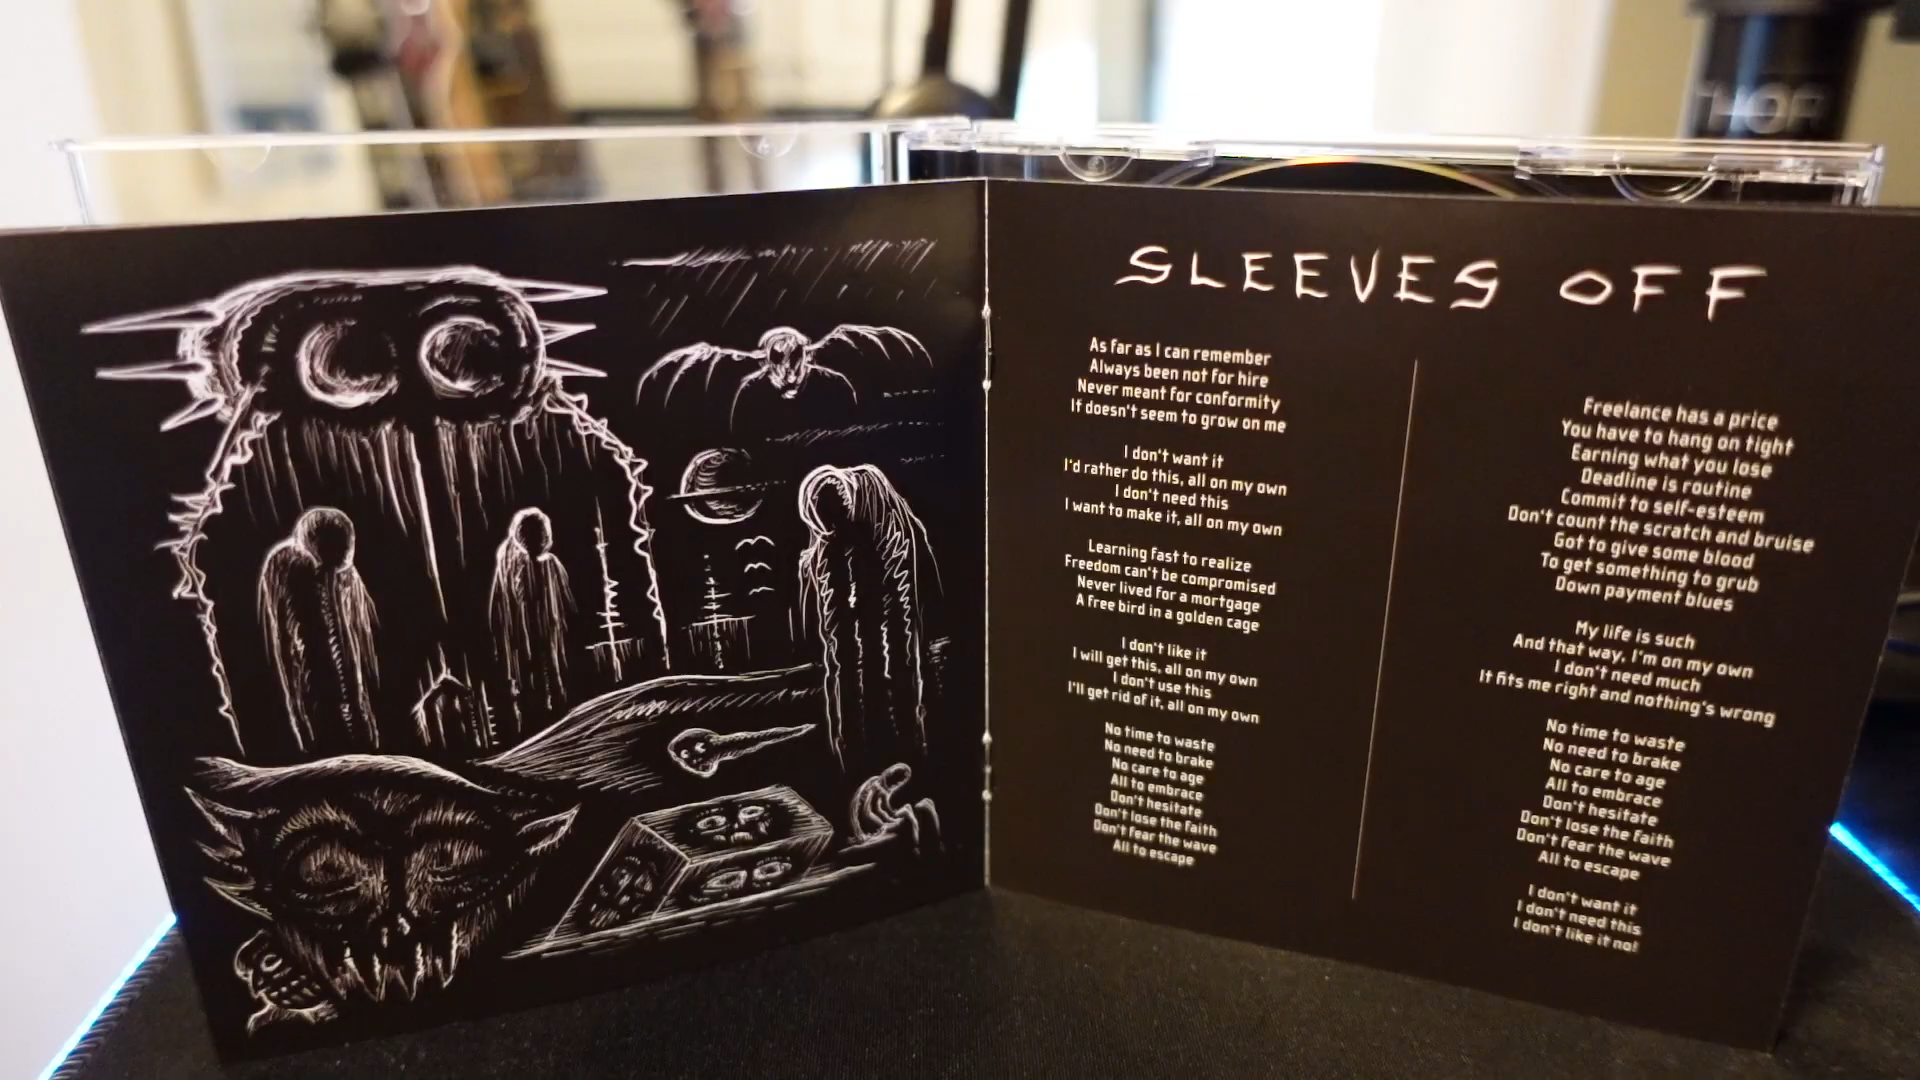 THOR
SLEEVES OFF
As far as I can remember
Always been not for hire
Never meant for conformity
If doesn't seem to grow on me
I don't want it
I'd rather do this, all on my own
I don't need this
I want to make it, all on my own
Learning fast to realize
Freedom can't be compromised
Never lived for a mortgage
A free bird in a golden cage
I don't like it
I will get this, all on my own
I don't use this
I'll get rid of it, all on my own
No time to waste
No need to brake
No care to age
All to embrace
Don't hesitate
Don't lose the faith
Don't fear the wave
All to escape
Freelance has a price
You have to hang on tight
Earning what you lose
Deadline is routine
Commit to self-esteem
Don't count the scratch and bruise
Got to give some blood
To get something to grub
Down payment blues
My life is such
And that way, I'm on my own
I don't need much
It fits me right and nothing's wrong
No time to waste
No need to brake
No care to age
All to embrace
Don't hesitate
Don't lose the faith
Don't fear the wave
All to escape
I don't want it
I don't need this
I don't like it no!